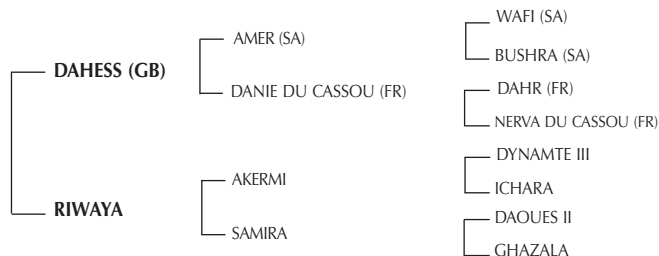 WAFI (SA)
AMER (SA)
BUSHRA (SA)
DAHESS (GB)
DAHR (FR)
DANIE DU CASSOU (FR)
NERVA DU CASSOU (FR)
DYNAMTE III
AKERMI
ICHARA
RIWAYA
DAOUES II
SAMIRA
GHAZALA